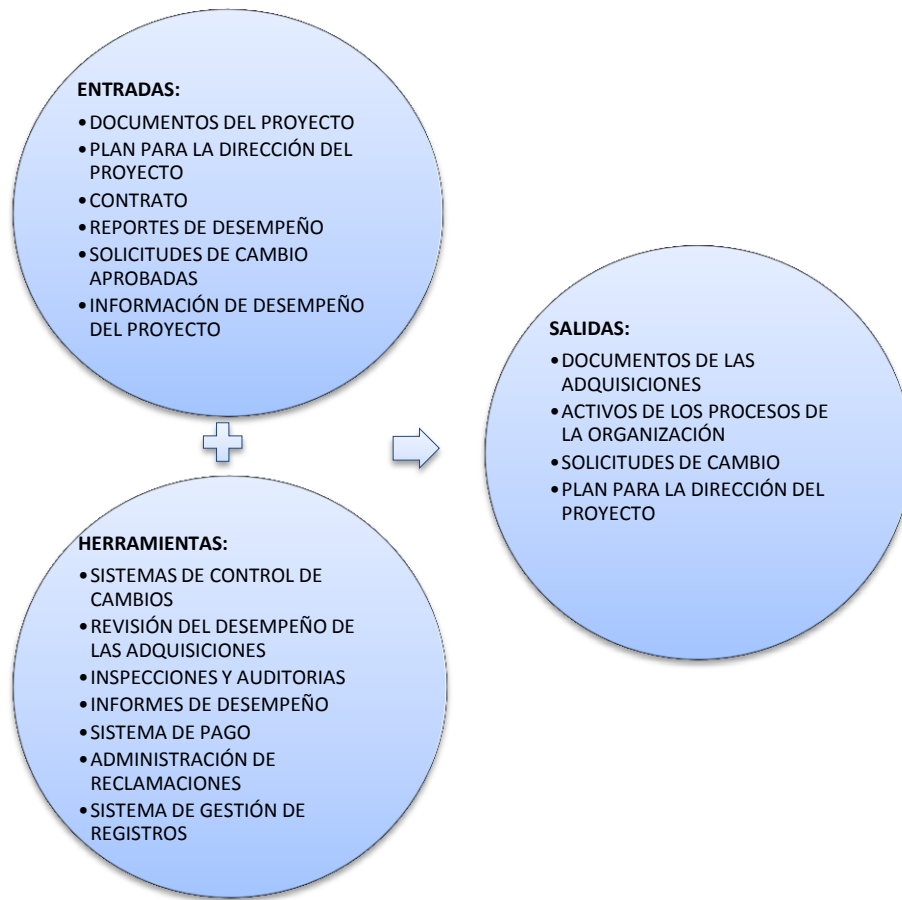 ENTRADAS:
•DOCUMENTOS DEL PROYECTO
•PLAN PARA LA DIRECCIÓN DEL
PROYECTO
•CONTRATO
•REPORTES DE DESEMPEÑO
•SOLICITUDES DE CAMBIO
APROBADAS
•INFORMACIÓN DE DESEMPEÑO
DEL PROYECTO
HERRAMIENTAS:
•SISTEMAS DE CONTROL DE
CAMBIOS
•REVISIÓN DEL DESEMPEÑO DE
LAS ADQUISICIONES
•INSPECCIONES Y AUDITORIAS
•INFORMES DE DESEMPEÑO
•SISTEMA DE PAGO
•ADMINISTRACIÓN DE
RECLAMACIONES
•SISTEMA DE GESTIÓN DE
REGISTROS
SALIDAS:
•DOCUMENTOS DE LAS
ADQUISICIONES
•ACTIVOS DE LOS PROCESOS DE
LA ORGANIZACIÓN
•SOLICITUDES DE CAMBIO
•PLAN PARA LA DIRECCIÓN DEL
PROYECTO